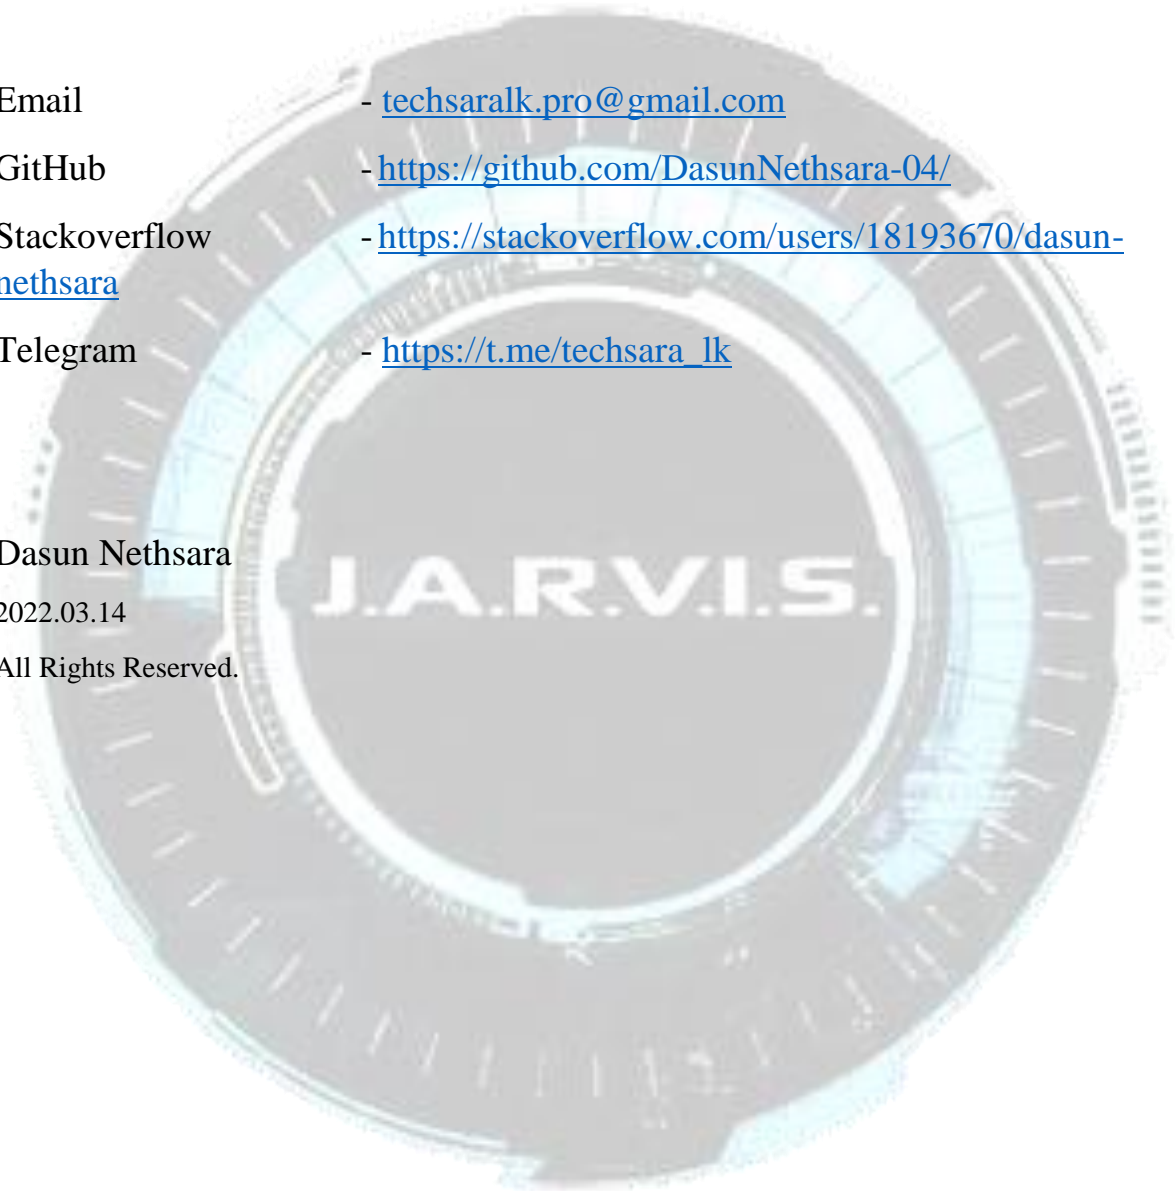 Email - techsaralk.pro@gmail.com
GitHub - https://github.com/DasunNethsara-04/
Stackoverflow - https://stackoverflow.com/users/18193670/dasun-
nethsara
Telegram - https://t.me/techsara_lk
Dasun Nethsara
J.A.R.V.I.S.
2022.03.14
All Rights Reserved.